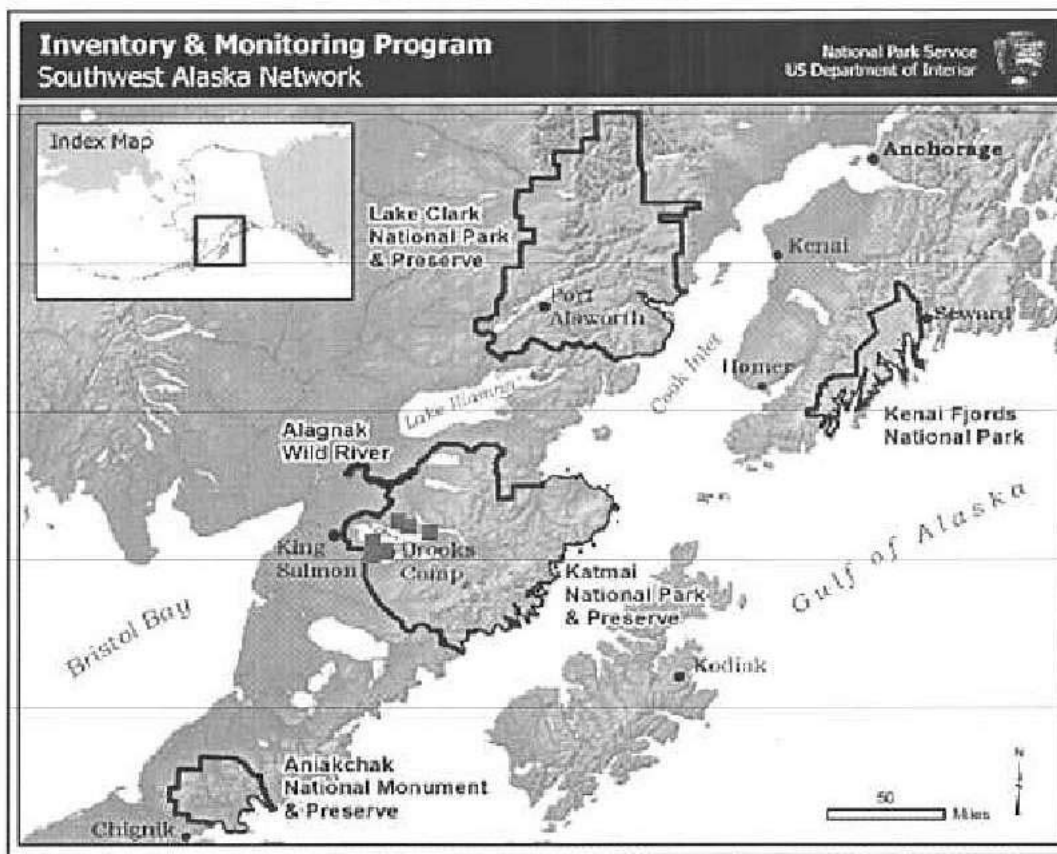 Inventory & Monitoring Program
Southwest Alaska Network
National Park Service
US Department of Interior
Index Map
Anchorage
Lake Clark
National Park
& Preserve
Kenai
Port
Alsworth
Seward
Cook Inlet
Homer
Lake Iliamna
Kenai Fjords
National Park
Alagnak
Wild River
Gulf of Alaska
King
Salmon
Brooks
Camp
Katmai
National Park
& Preserve
Bristol Bay
Kodiak
Aniakchak
National Monument
& Preserve
Chignik
N
50
Miles